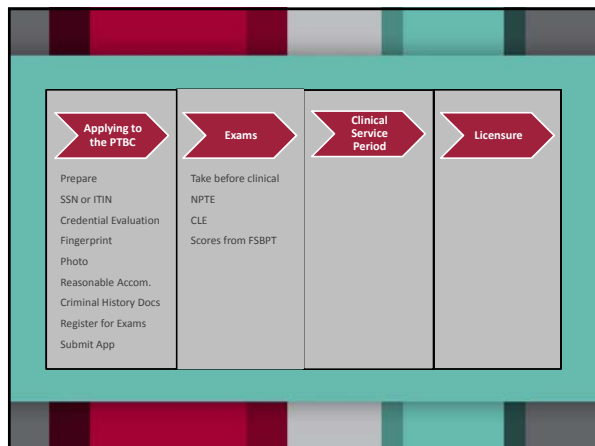 Applying to
the PTBC
Prepare
SSN or ITIN
Credential Evaluation
Fingerprint
Photo
Reasonable Accom.
Criminal History Docs
Register for Exams
Submit App
Exams
Take before clinical
NPTE
CLE
Scores from FSBPT
Clinical
Service
Period
Licensure